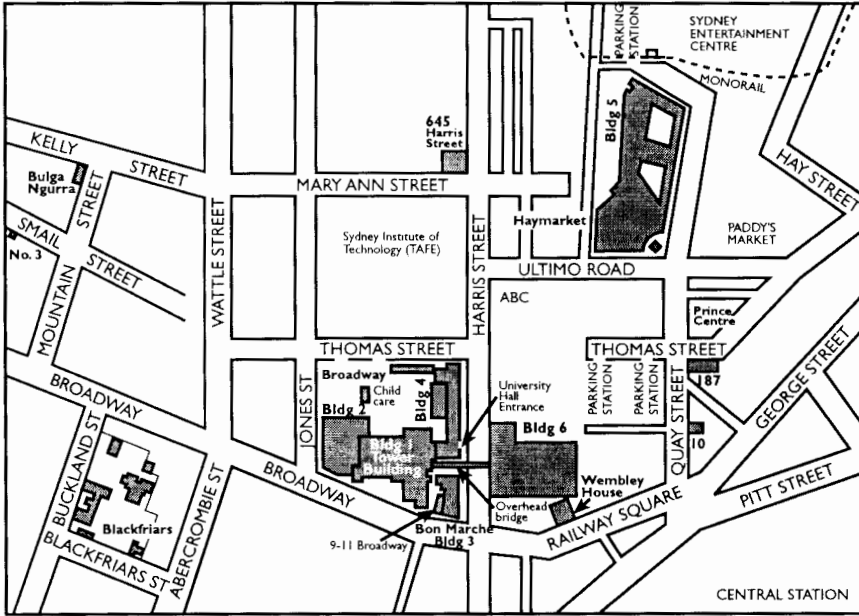 PARKING
STATION
SYDNEY
ENTERTAINMENT
CENTRE
MONORAIL
645
Harris
Street
Bldg 5
KELLY
STREET
Bulga
Ngurra
MARY ANN STREET
HAY STREET
SMAIL
STREET
No. 3
MOUNTAIN
STREET
WATTLE STREET
Sydney Institute of
Technology (TAFE)
HARRIS STREET
Haymarket
PADDY'S
MARKET
ULTIMO ROAD
ABC
Prince
Centre
THOMAS STREET
THOMAS STREET
BROADWAY
JONES ST
Broadway
Child
care
Bldg 4
Bldg 2
University
Hall
Entrance
PARKING
STATION
PARKING
STATION
QUAY STREET
187
GEORGE STREET
Bldg 1
Tower
Building
Bldg 6
10
BUCKLAND ST
Blackfriars
ABERCROMBIE ST
BROADWAY
Wembley
House
Overhead
bridge
PITT STREET
RAILWAY SQUARE
9-11 Broadway
Bon Marche
Bldg 3
BLACKFRIARS ST
CENTRAL STATION